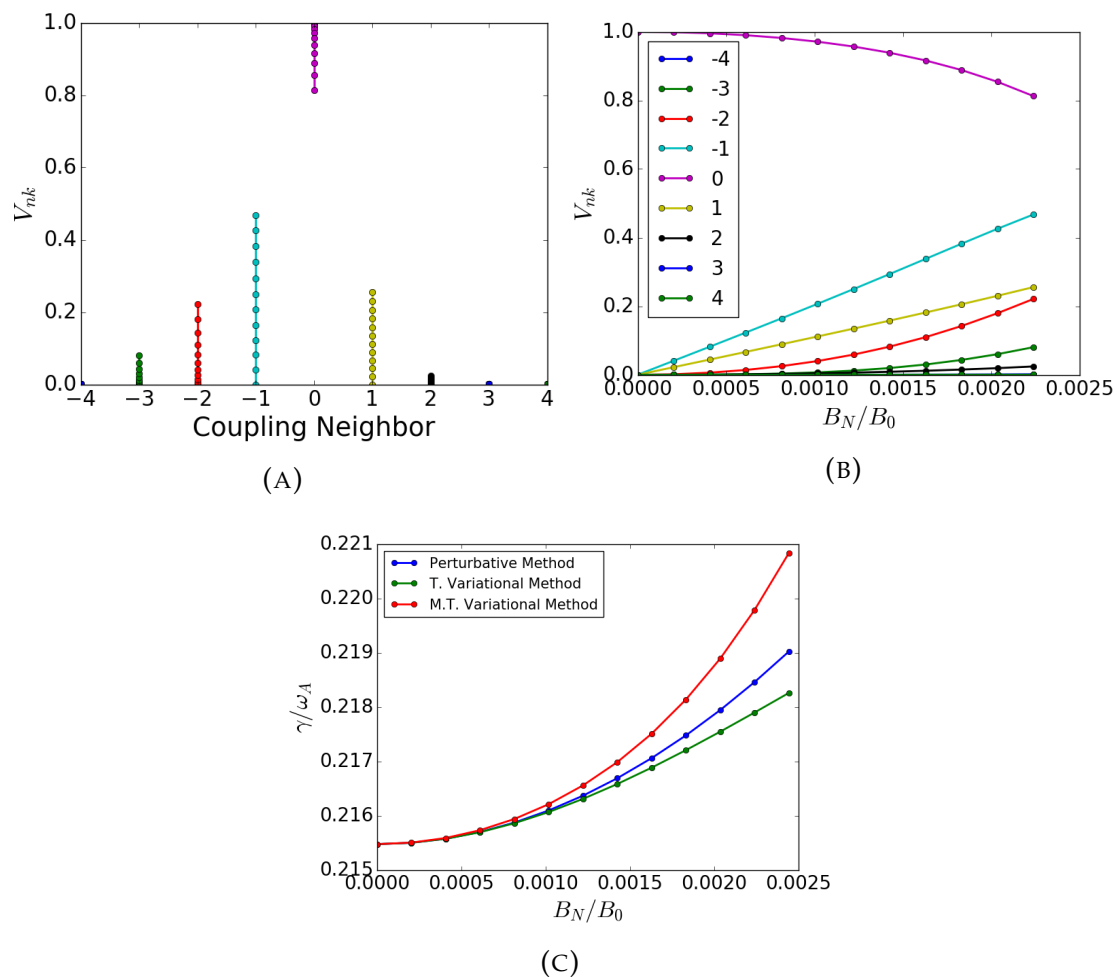 1.0
0.8
0.6
0.4
0.2
0.0
V_{nk}
−4 −3 −2 −1 0 1 2 3 4
Coupling Neighbor
(A)
1.0
0.8
0.6
0.4
0.2
0.0
V_{nk}
-4
-3
-2
-1
0
1
2
3
4
0.0000 0.0005 0.0010 0.0015 0.0020 0.0025
B_N/B_0
(B)
0.221
0.220
0.219
0.218
0.217
0.216
0.215
γ/ω_A
Perturbative Method
T. Variational Method
M.T. Variational Method
0.0000 0.0005 0.0010 0.0015 0.0020 0.0025
B_N/B_0
(C)